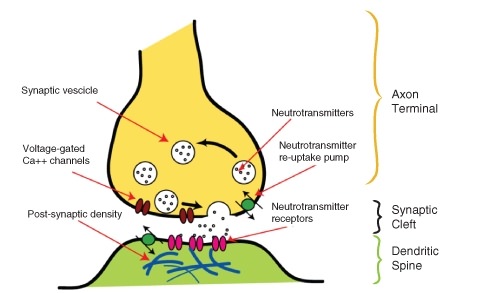 Synaptic vescicle
Voltage-gated
Ca++ channels
Post-synaptic density
Neutrotransmitters
Neutrotransmitter
re-uptake pump
Neutrotransmitter
receptors
Axon
Terminal
Synaptic
Cleft
Dendritic
Spine